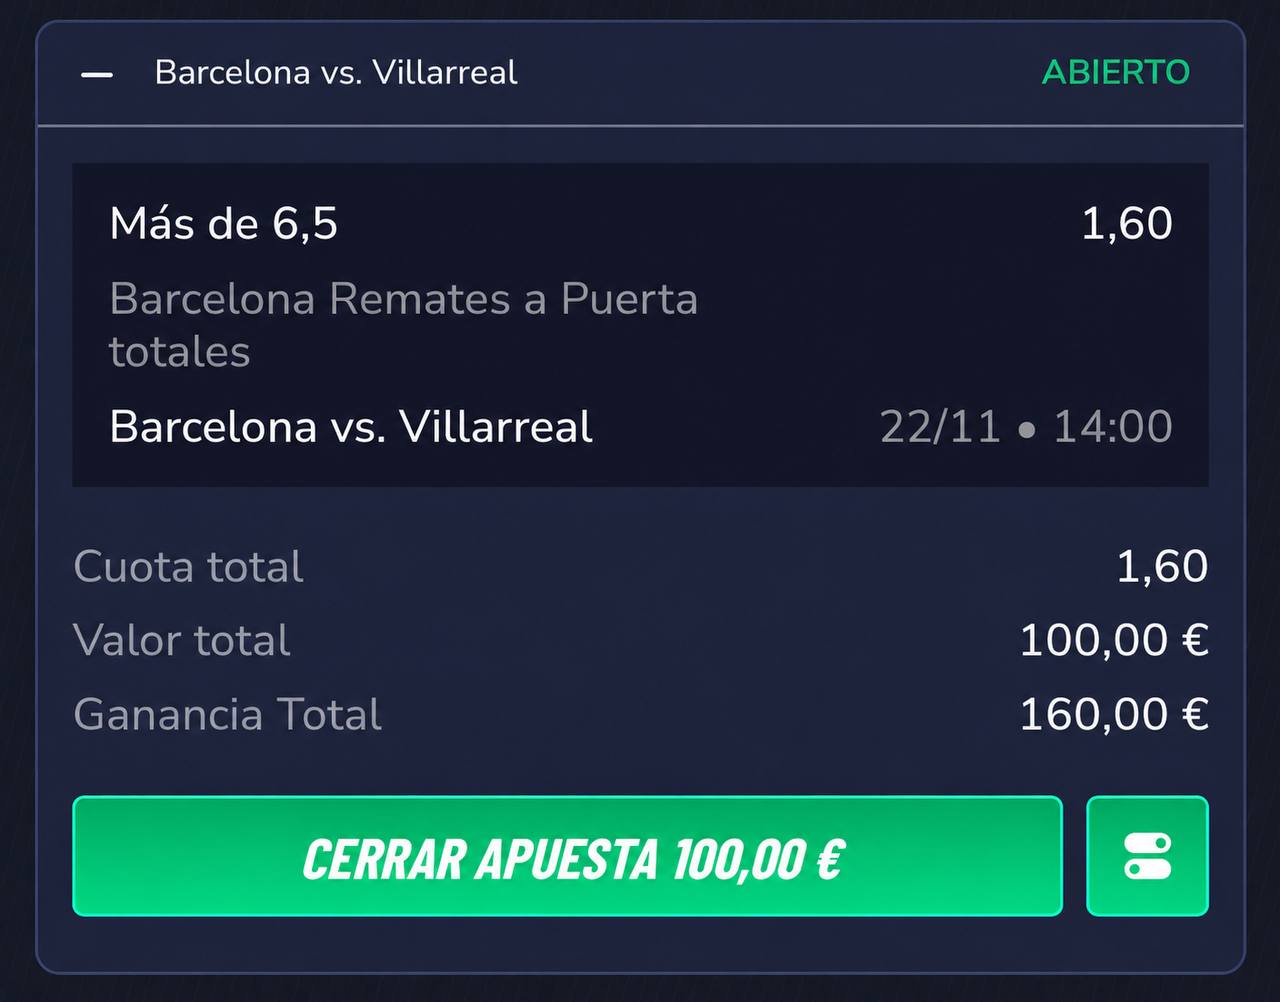 Barcelona vs. Villarreal ABIERTO
Más de 6,5 1,60
Barcelona Remates a Puerta
totales
Barcelona vs. Villarreal 22/11 • 14:00
Cuota total 1,60
Valor total 100,00 €
Ganancia Total 160,00 €
CERRAR APUESTA 100,00 €